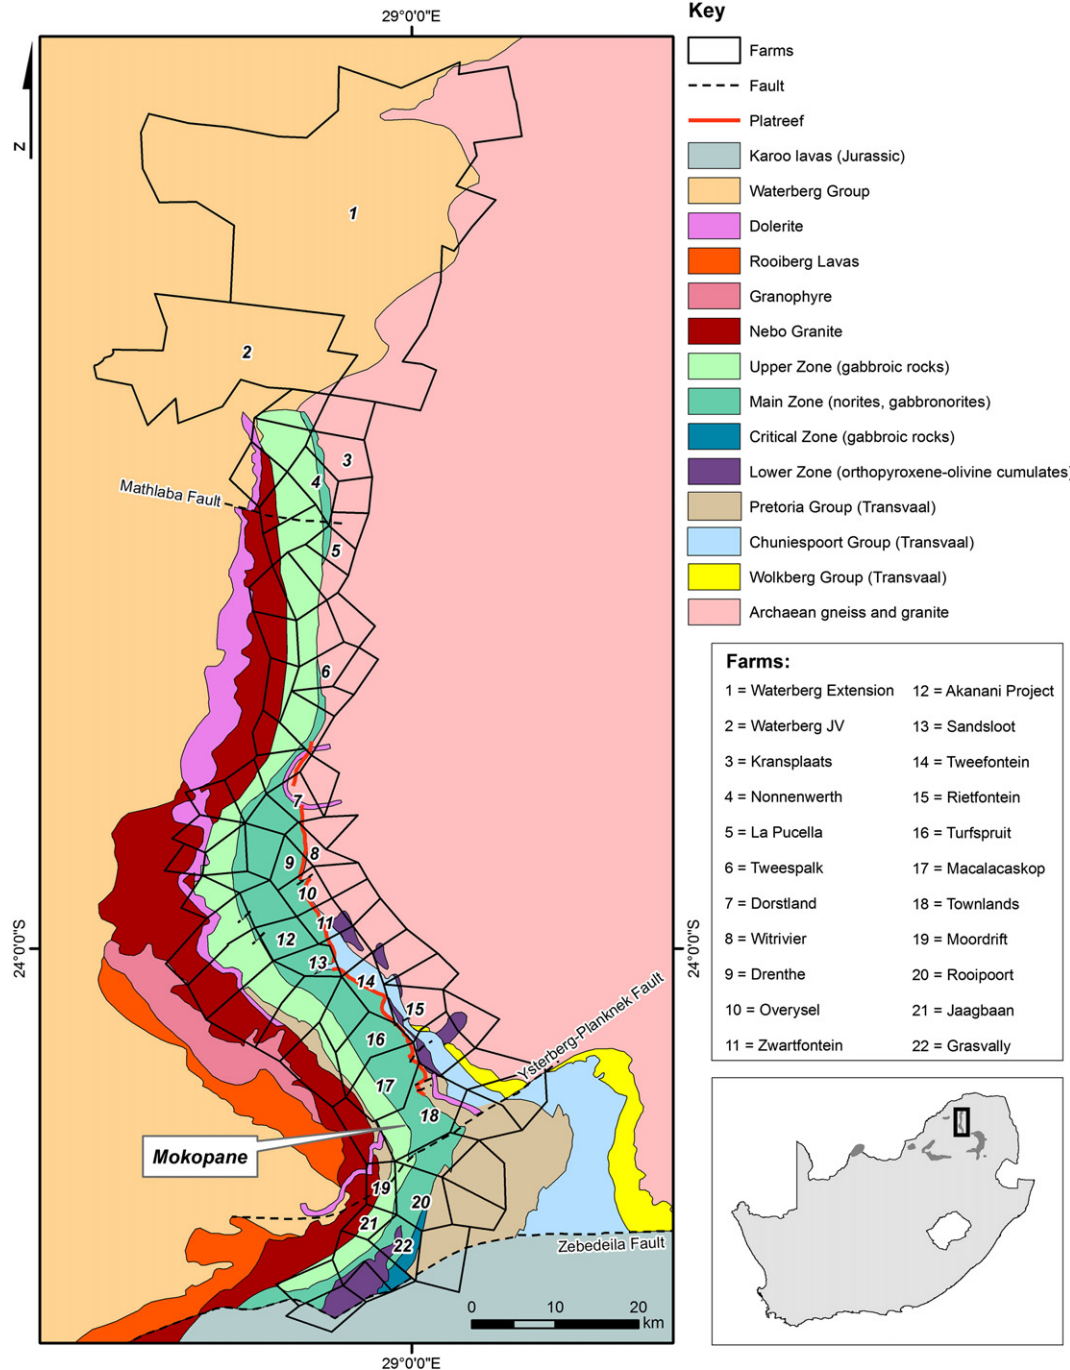 29°0'0"E
Key
Farms
Fault
Platreef
Karoo lavas (Jurassic)
Waterberg Group
Dolerite
Rooiberg Lavas
Granophyre
Nebo Granite
Upper Zone (gabbroic rocks)
Main Zone (norites, gabbronorites)
Critical Zone (gabbroic rocks)
Lower Zone (orthopyroxene-olivine cumulates)
Pretoria Group (Transvaal)
Chuniespoort Group (Transvaal)
Wolkberg Group (Transvaal)
Archaean gneiss and granite
Farms:
1 = Waterberg Extension
2 = Waterberg JV
3 = Kransplaats
4 = Nonnenwerth
5 = La Pucella
6 = Tweespalk
7 = Dorstland
8 = Witrivier
9 = Drenthe
10 = Overysel
11 = Zwartfontein
12 = Akanani Project
13 = Sandsloot
14 = Tweefontein
15 = Rietfontein
16 = Turfspruit
17 = Macalacaskop
18 = Townlands
19 = Moordrift
20 = Rooipoort
21 = Jaagbaan
22 = Grasvally
N
1
2
3
4
Mathlaba Fault
5
6
7
8
9
10
11
12
13
14
15
16
17
18
19
20
21
22
24°0'0"S
24°0'0"S
Ysterberg-Planknek Fault
Mokopane
Zebedeila Fault
0 10 20
km
29°0'0"E